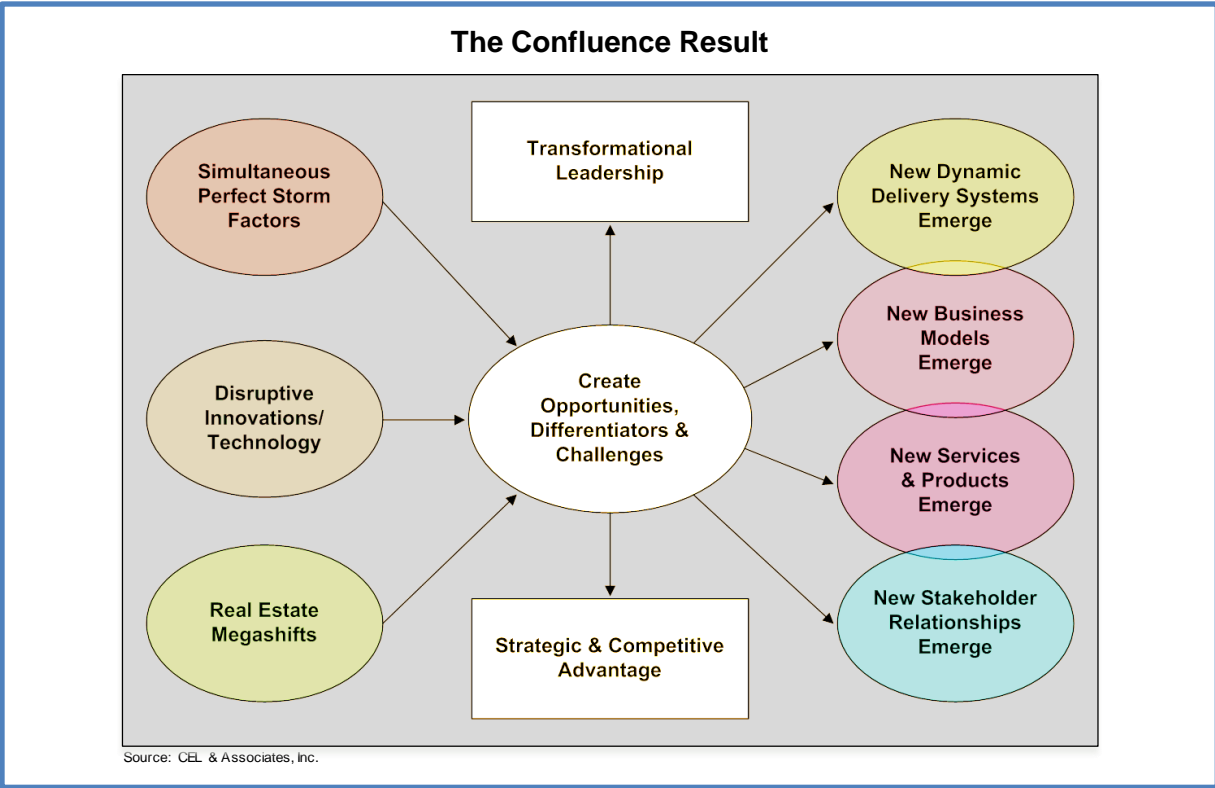 The Confluence Result
Simultaneous
Perfect Storm
Factors
Disruptive
Innovations/
Technology
Real Estate
Megashifts
Transformational
Leadership
Create
Opportunities,
Differentiators &
Challenges
Strategic & Competitive
Advantage
New Dynamic
Delivery Systems
Emerge
New Business
Models
Emerge
New Services
& Products
Emerge
New Stakeholder
Relationships
Emerge
Source: CEL & Associates, Inc.